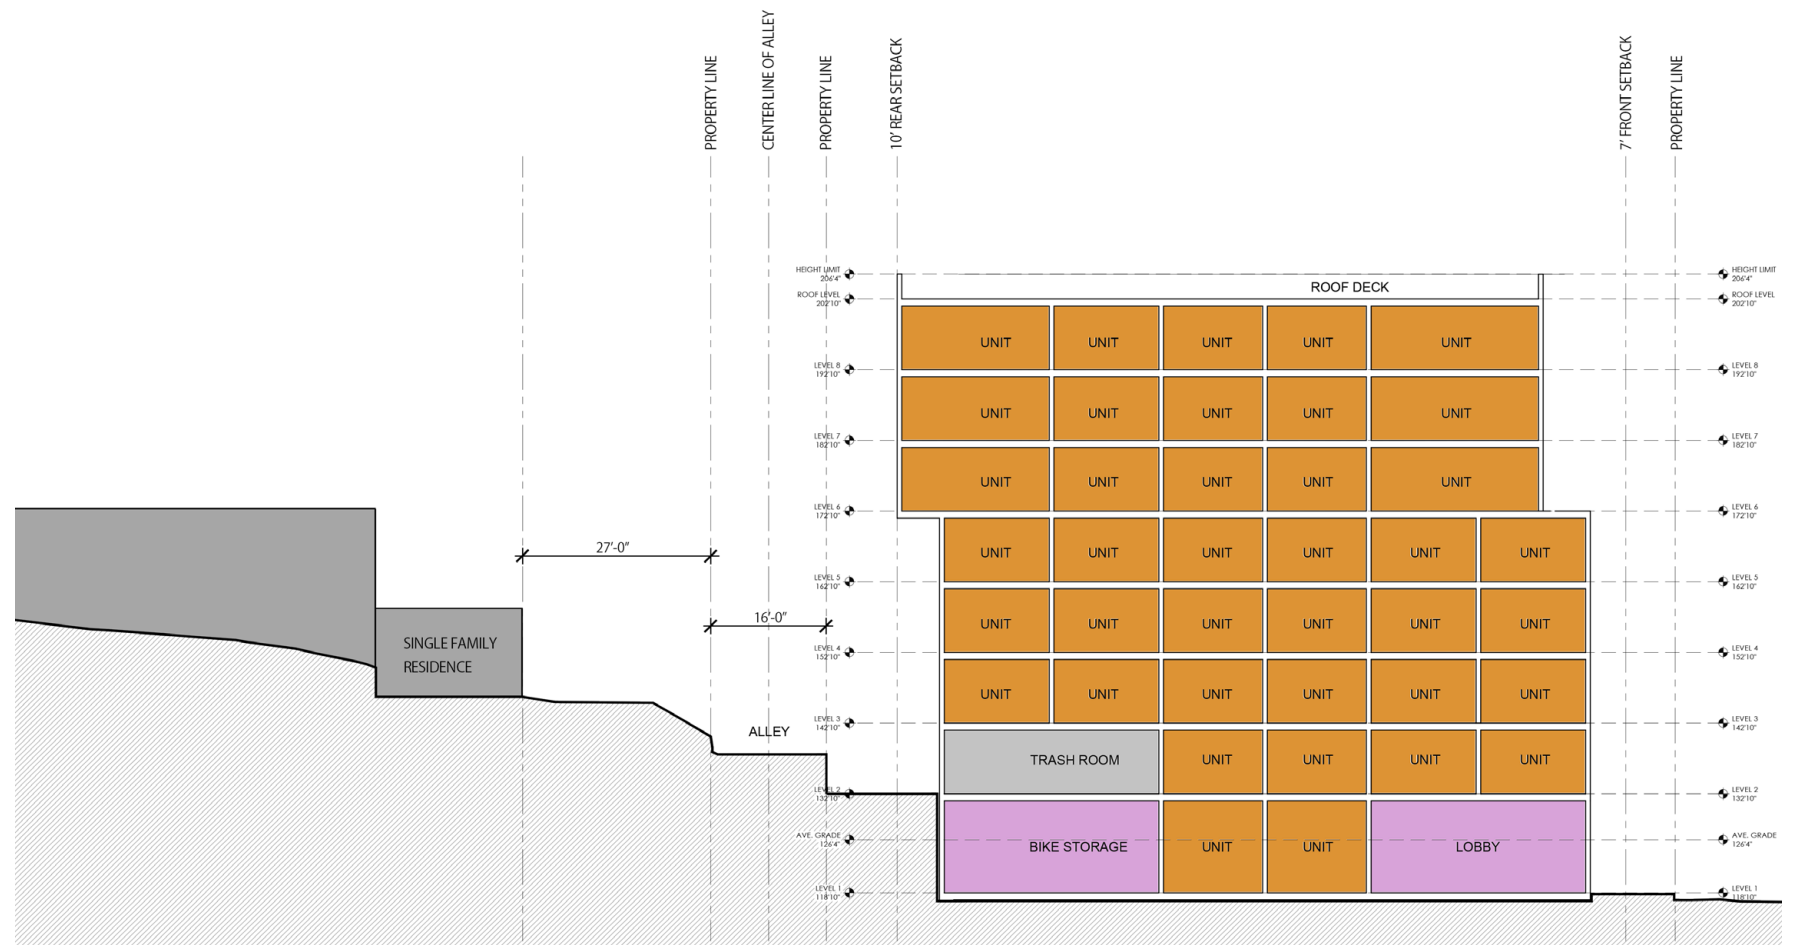 PROPERTY LINE
CENTER LINE OF ALLEY
PROPERTY LINE
10' REAR SETBACK
7' FRONT SETBACK
PROPERTY LINE
HEIGHT LIMIT
206'4"
ROOF LEVEL
202'10"
ROOF DECK
HEIGHT LIMIT
206'4"
ROOF LEVEL
202'10"
UNIT UNIT UNIT UNIT UNIT
LEVEL 8
192'10"
LEVEL 8
192'10"
UNIT UNIT UNIT UNIT UNIT
LEVEL 7
182'10"
LEVEL 7
182'10"
UNIT UNIT UNIT UNIT UNIT
LEVEL 6
172'10"
LEVEL 6
172'10"
27'-0"
UNIT UNIT UNIT UNIT UNIT UNIT
LEVEL 5
162'10"
LEVEL 5
162'10"
16'-0"
UNIT UNIT UNIT UNIT UNIT UNIT
SINGLE FAMILY
RESIDENCE
LEVEL 4
152'10"
LEVEL 4
152'10"
UNIT UNIT UNIT UNIT UNIT UNIT
LEVEL 3
142'10"
LEVEL 3
142'10"
ALLEY
TRASH ROOM UNIT UNIT UNIT UNIT
LEVEL 2
132'10"
LEVEL 2
132'10"
AVE. GRADE
126'4"
AVE. GRADE
126'4"
BIKE STORAGE UNIT UNIT LOBBY
LEVEL 1
118'10"
LEVEL 1
118'10"